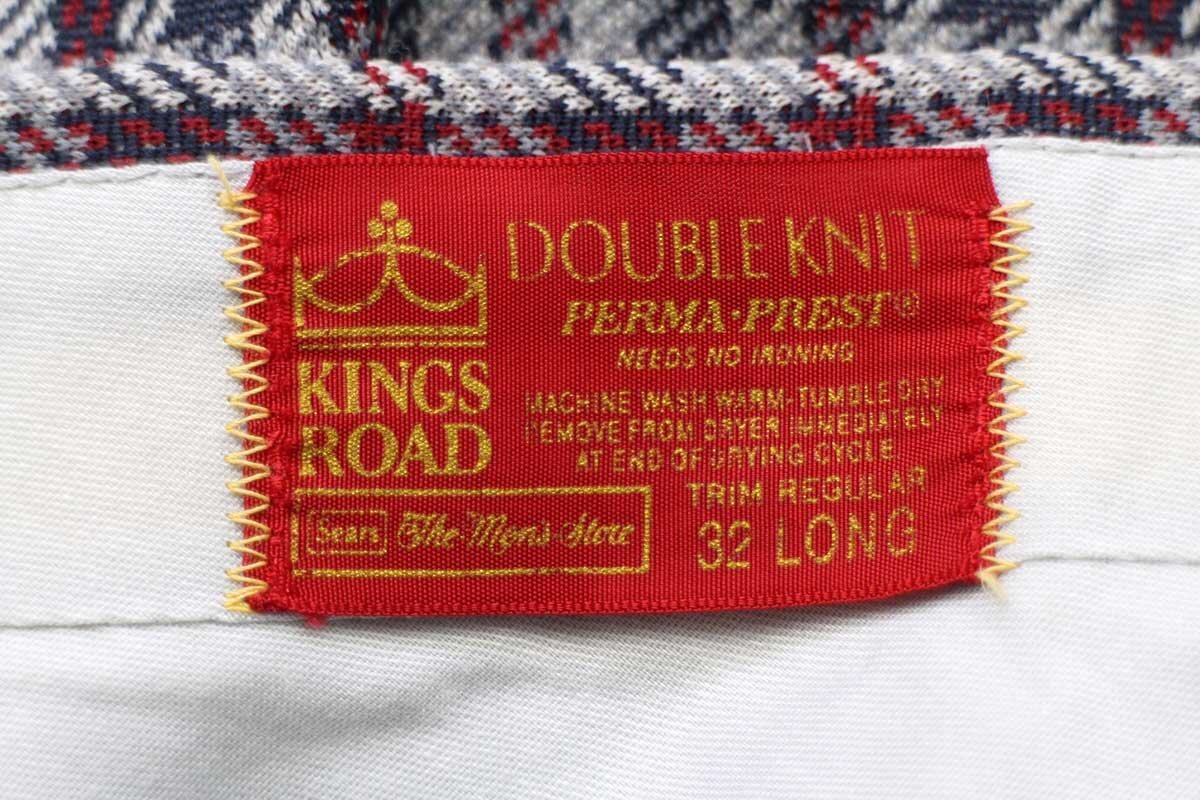 KINGS
ROAD
Sears The Men's Store
DOUBLE KNIT
PERMA·PREST®
NEEDS NO IRONING
MACHINE WASH WARM-TUMBLE DRY
REMOVE FROM DRYER IMMEDIATELY
AT END OF DRYING CYCLE
TRIM REGULAR
32 LONG